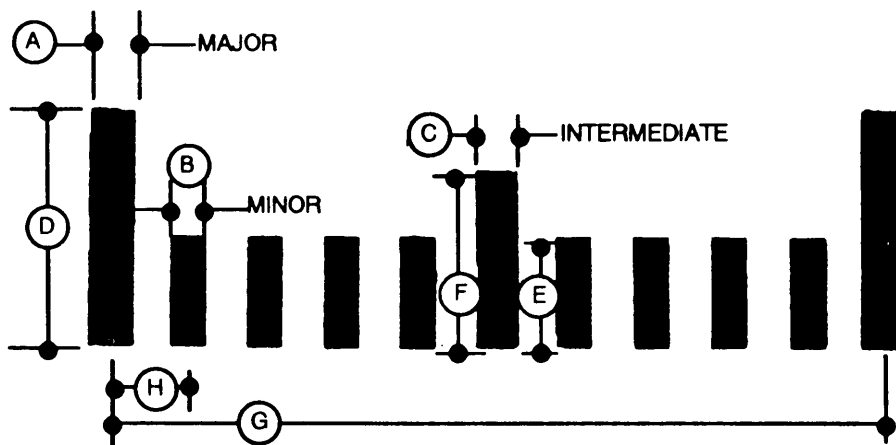 A MAJOR
C INTERMEDIATE
B
MINOR
D
F E
H
G